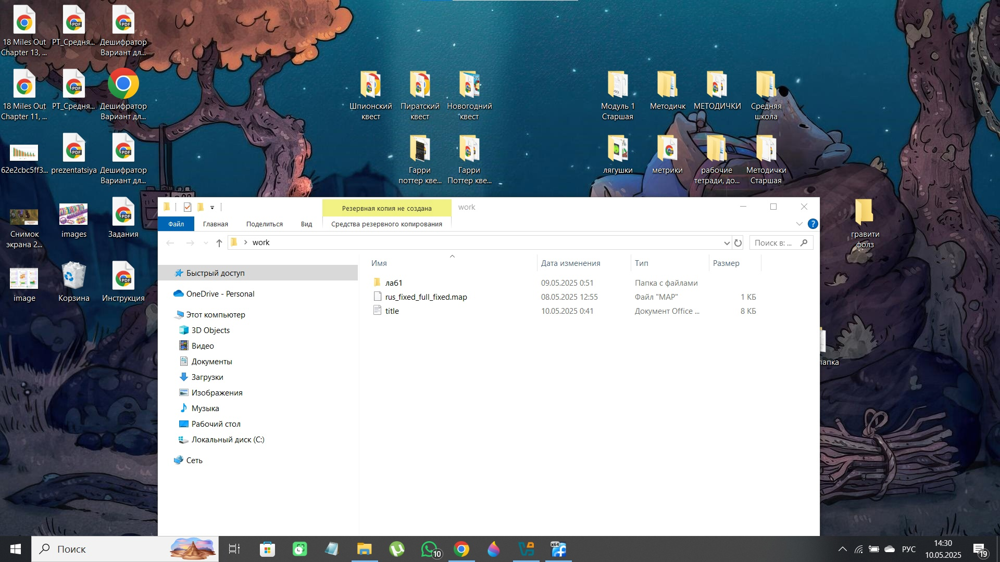 18 Miles Out
Chapter 13, ...
PT_Средня...
Дешифратор
Вариант дл...
18 Miles Out
Chapter 11, ...
PT_Средня...
Дешифратор
Вариант дл...
62e2cbc5ff3...
prezentatsiya
Дешифратор
Вариант дл...
Снимок
экрана 2...
images
Задания
image
Корзина
Инструкция
Шпионский
квест
Пиратский
квест
Новогодний
квест
Гарри
поттер кве...
Гарри
Поттер кве...
Модуль 1
Старшая
Методичк
МЕТОДИЧКИ
Средняя
школа
лягушки
метрики
рабочие
тетради, до...
Методички
Старшая
гравити
фолз
папка
Резервная копия не создана
work
Файл
Главная
Поделиться
Вид
Средства резервного копирования
work
Поиск в: ...
Имя
Дата изменения
Тип
Размер
лаб1
09.05.2025 0:51
Папка с файлами
rus_fixed_full_fixed.map
08.05.2025 12:55
Файл "MAP"
1 КБ
title
10.05.2025 0:41
Документ Office ...
8 КБ
Быстрый доступ
OneDrive - Personal
Этот компьютер
3D Objects
Видео
Документы
Загрузки
Изображения
Музыка
Рабочий стол
Локальный диск (C:)
Сеть
Поиск
10
x64
РУС
14:30
10.05.2025
19